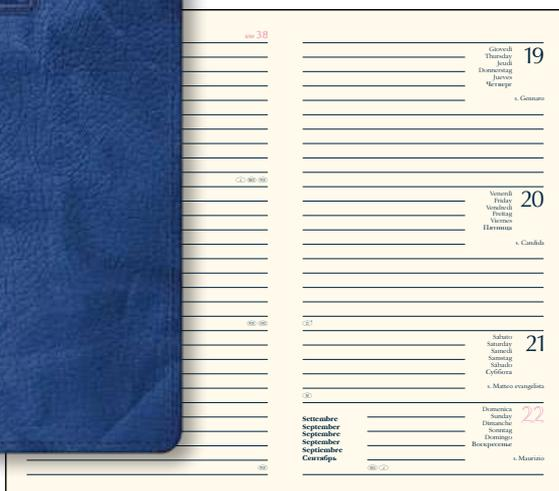 38
19
Giovedì
Thursday
Jeudi
Donnerstag
Jueves
Четверг
s. Gennaro
20
Venerdì
Friday
Vendredi
Freitag
Viernes
Пятница
s. Candida
21
Sabato
Saturday
Samedi
Samstag
Sábado
Суббота
s. Matteo evangelista
22
Domenica
Sunday
Dimanche
Sonntag
Domingo
Воскресенье
s. Maurizio
Settembre
September
Septembre
September
Septiembre
Сентябрь